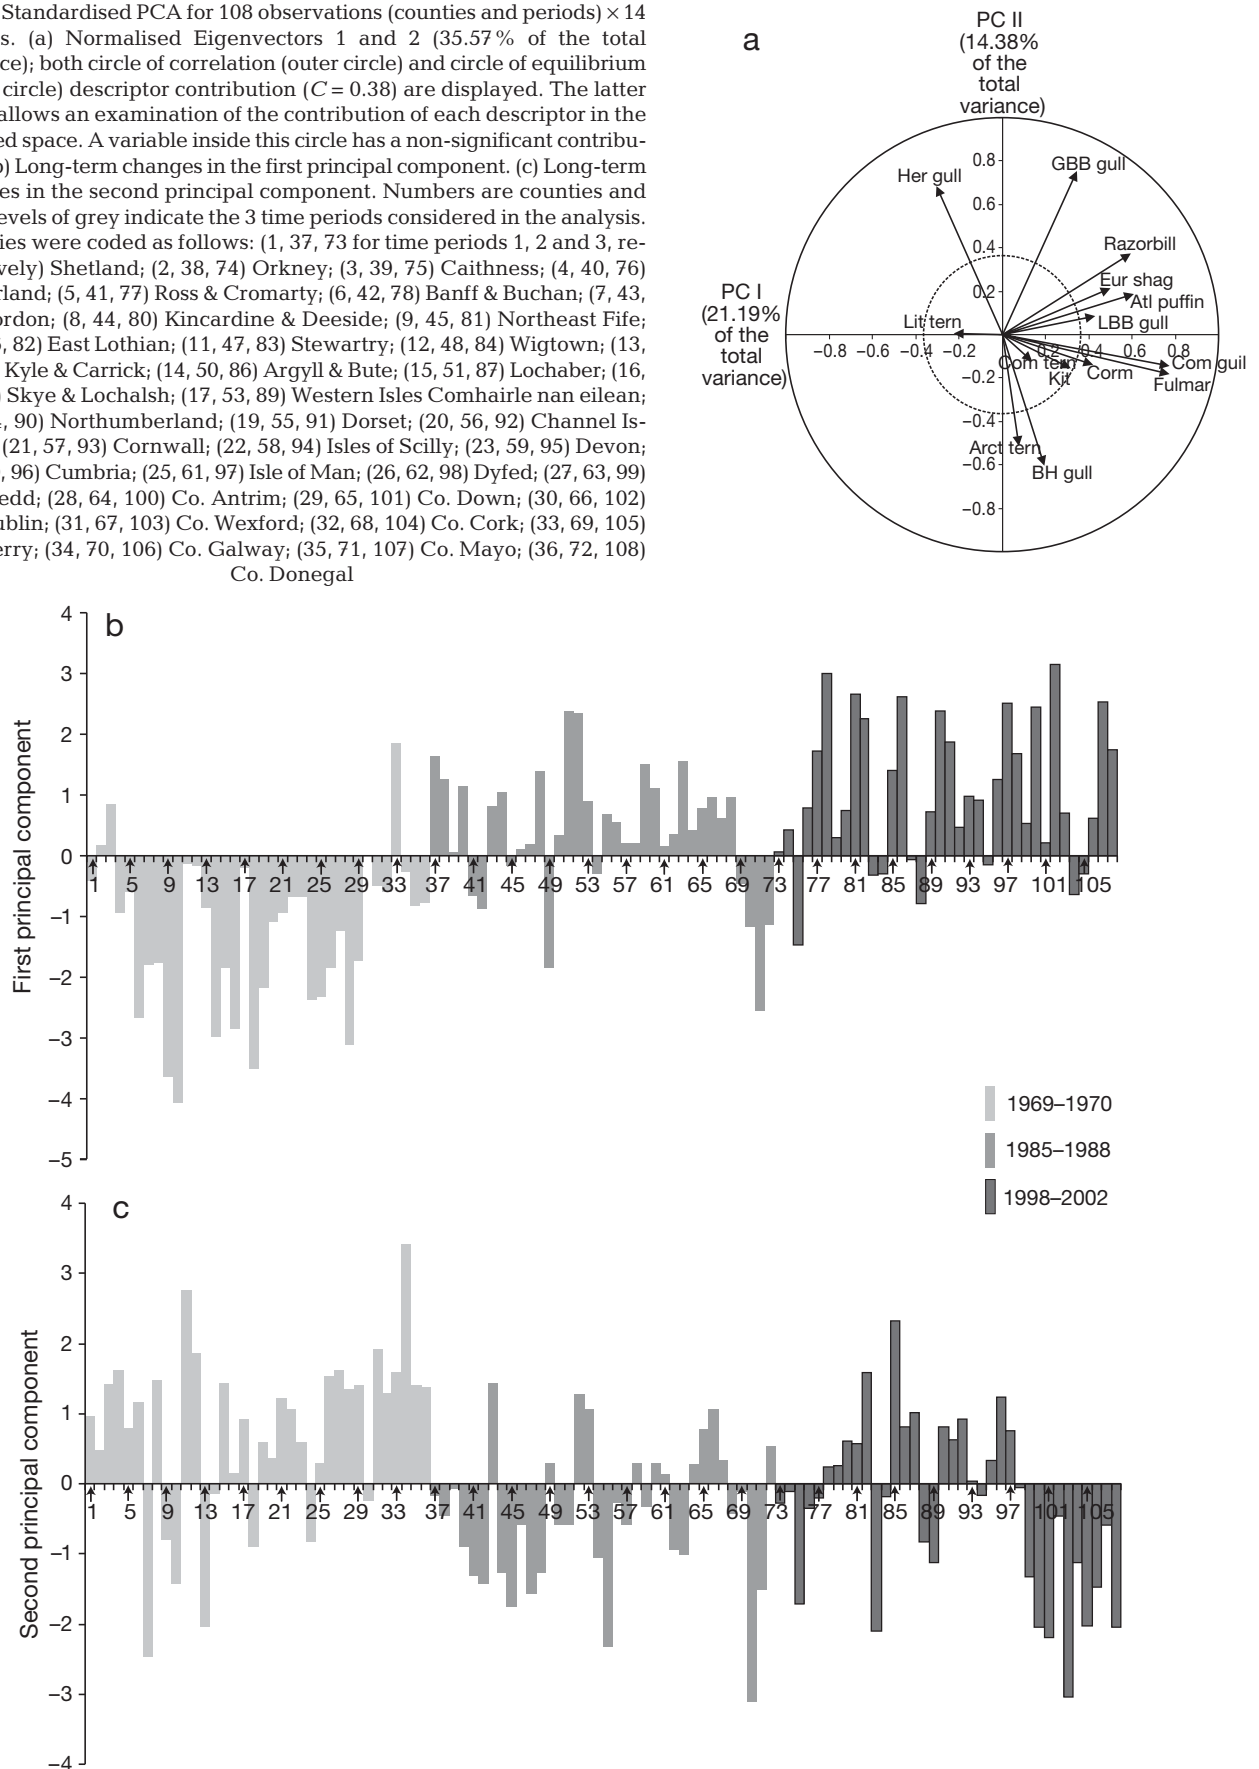 Standardised PCA for 108 observations (counties and periods) × 14
s. (a) Normalised Eigenvectors 1 and 2 (35.57% of the total
ce); both circle of correlation (outer circle) and circle of equilibrium
circle) descriptor contribution (C = 0.38) are displayed. The latter
allows an examination of the contribution of each descriptor in the
ed space. A variable inside this circle has a non-significant contribu-
) Long-term changes in the first principal component. (c) Long-term
es in the second principal component. Numbers are counties and
evels of grey indicate the 3 time periods considered in the analysis.
ies were coded as follows: (1, 37, 73 for time periods 1, 2 and 3, re-
vely) Shetland; (2, 38, 74) Orkney; (3, 39, 75) Caithness; (4, 40, 76)
rland; (5, 41, 77) Ross & Cromarty; (6, 42, 78) Banff & Buchan; (7, 43,
ordon; (8, 44, 80) Kincardine & Deeside; (9, 45, 81) Northeast Fife;
, 82) East Lothian; (11, 47, 83) Stewartry; (12, 48, 84) Wigtown; (13,
Kyle & Carrick; (14, 50, 86) Argyll & Bute; (15, 51, 87) Lochaber; (16,
) Skye & Lochalsh; (17, 53, 89) Western Isles Comhairle nan eilean;
, 90) Northumberland; (19, 55, 91) Dorset; (20, 56, 92) Channel Is-
(21, 57, 93) Cornwall; (22, 58, 94) Isles of Scilly; (23, 59, 95) Devon;
, 96) Cumbria; (25, 61, 97) Isle of Man; (26, 62, 98) Dyfed; (27, 63, 99)
edd; (28, 64, 100) Co. Antrim; (29, 65, 101) Co. Down; (30, 66, 102)
ublin; (31, 67, 103) Co. Wexford; (32, 68, 104) Co. Cork; (33, 69, 105)
erry; (34, 70, 106) Co. Galway; (35, 71, 107) Co. Mayo; (36, 72, 108)
Co. Donegal
a
PC II
(14.38%
of the
total
variance)
PC I
(21.19%
of the
total
variance)
0.8
0.6
0.4
0.2
−0.2
−0.4
−0.6
−0.8
−0.8 −0.6 −0.4 −0.2 0.2 0.4 0.6 0.8
Her gull
GBB gull
Razorbill
Eur shag
Atl puffin
LBB gull
Lit tern
Com tern
Kit
Corm
Com guil
Fulmar
Arct tern
BH gull
b
First principal component
4
3
2
1
0
−1
−2
−3
−4
−5
1 5 9 13 17 21 25 29 33 37 41 45 49 53 57 61 65 69 73 77 81 85 89 93 97 101 105
1969–1970
1985–1988
1998–2002
c
Second principal component
4
3
2
1
0
−1
−2
−3
−4
1 5 9 13 17 21 25 29 33 37 41 45 49 53 57 61 65 69 73 77 81 85 89 93 97 101 105